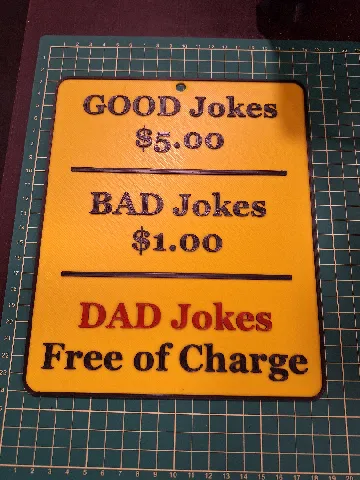 GOOD Jokes
$5.00
BAD Jokes
$1.00
DAD Jokes
Free of Charge